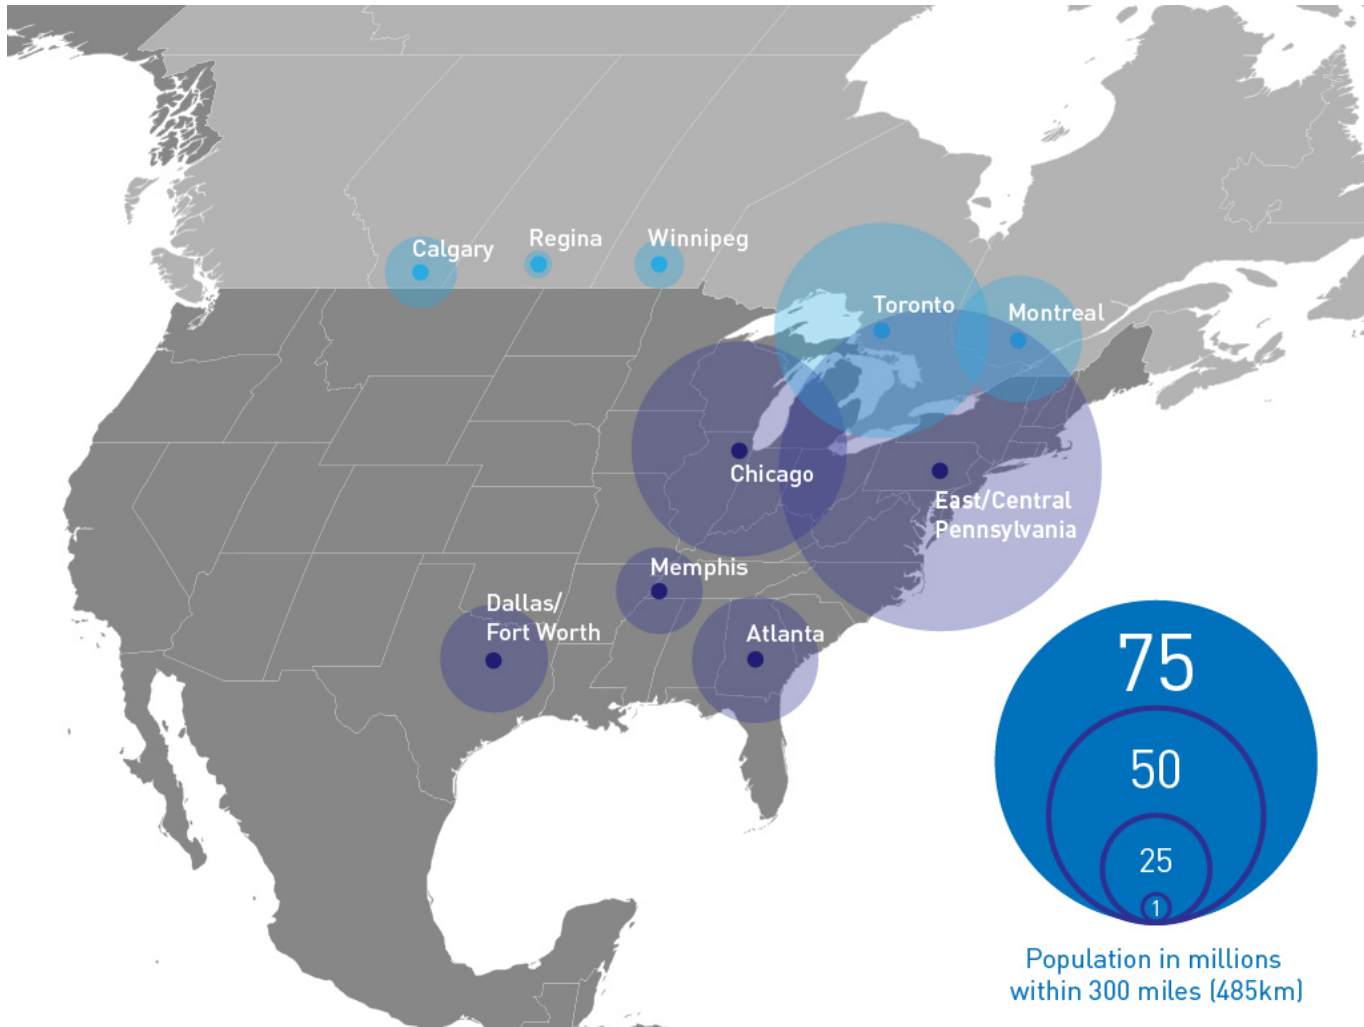 Calgary
Regina
Winnipeg
Toronto
Montreal
Chicago
East/Central
Pennsylvania
Memphis
Dallas/
Fort Worth
Atlanta
75
50
25
1
Population in millions
within 300 miles (485km)